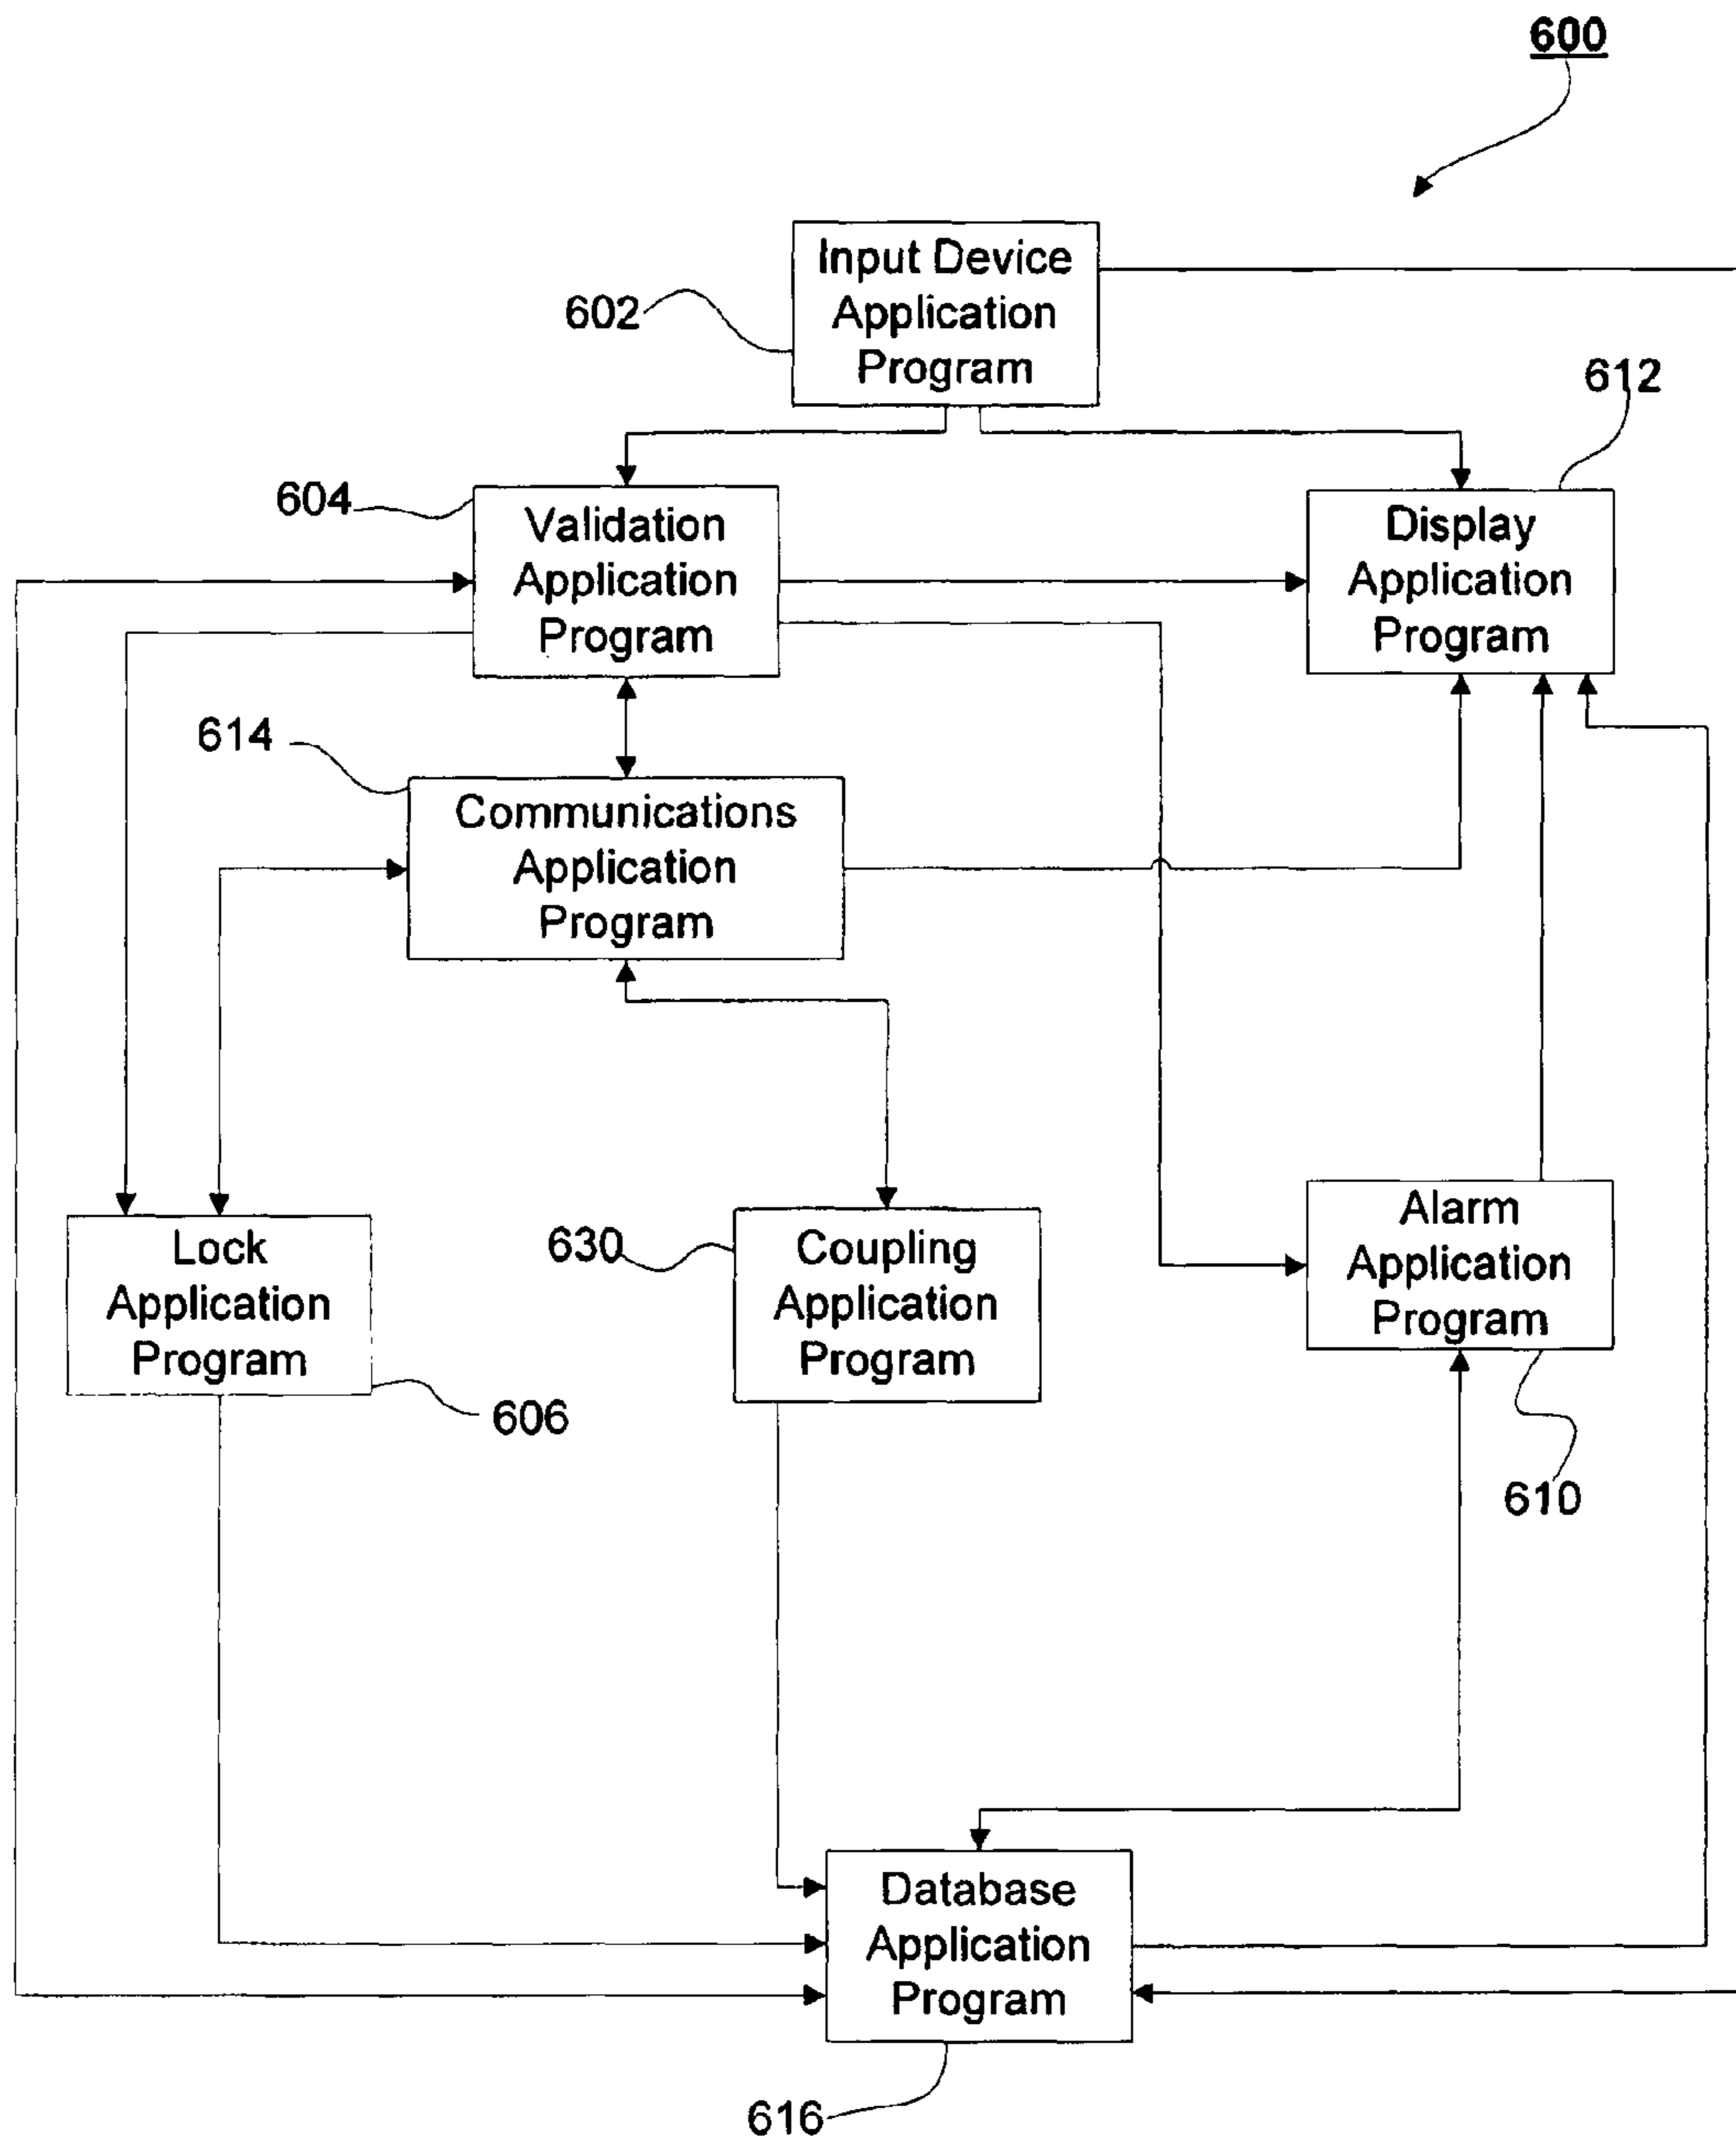 600
Input Device
Application
Program
602
612
604
Validation
Application
Program
Display
Application
Program
614
Communications
Application
Program
Lock
Application
Program
606
630
Coupling
Application
Program
Alarm
Application
Program
610
Database
Application
Program
616